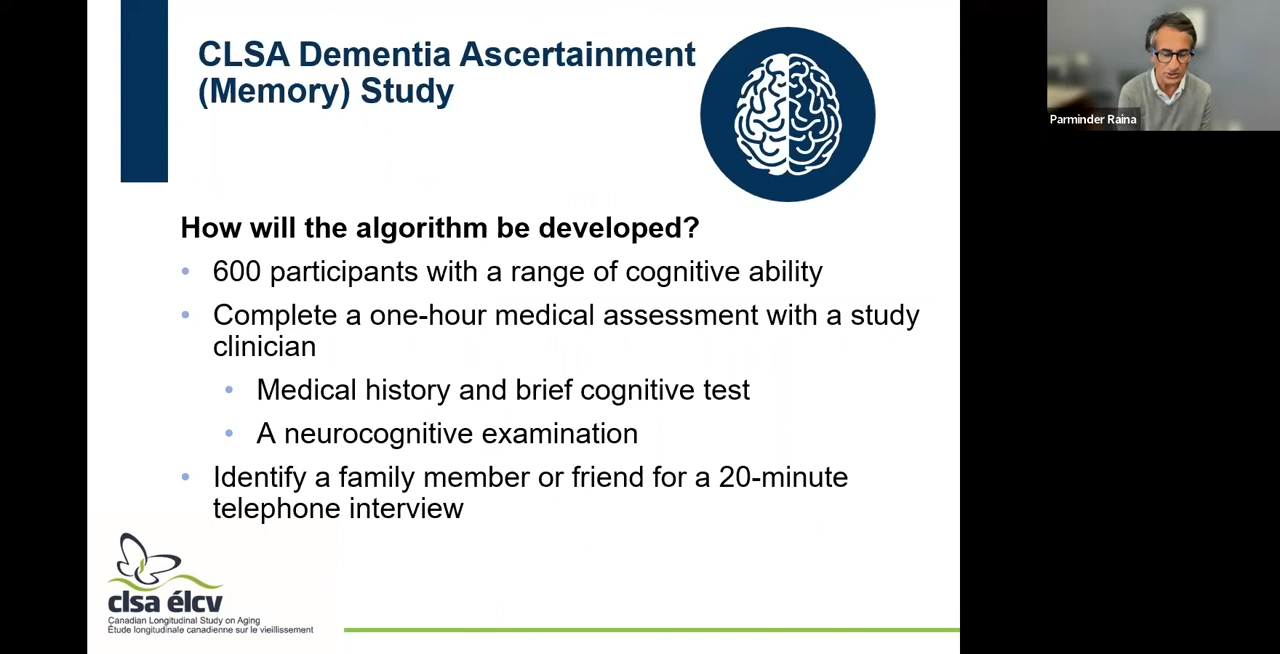 CLSA Dementia Ascertainment
(Memory) Study
Parminder Raina
How will the algorithm be developed?
• 600 participants with a range of cognitive ability
• Complete a one-hour medical assessment with a study
clinician
• Medical history and brief cognitive test
• A neurocognitive examination
• Identify a family member or friend for a 20-minute
telephone interview
clsa élcv
Canadian Longitudinal Study on Aging
Étude longitudinale canadienne sur le vieillissement